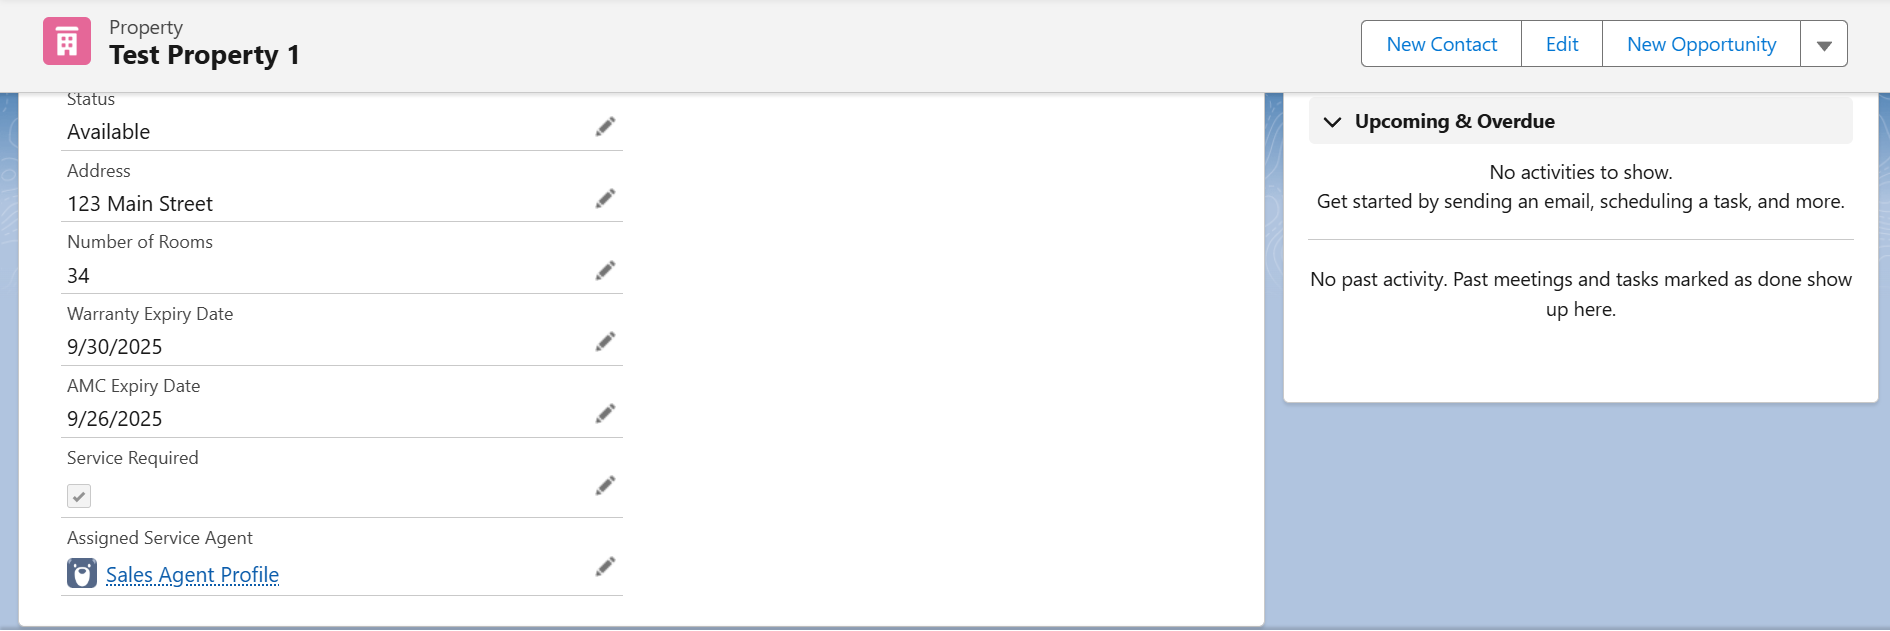 Property
Test Property 1
New Contact
Edit
New Opportunity
Status
Available
Address
123 Main Street
Number of Rooms
34
Warranty Expiry Date
9/30/2025
AMC Expiry Date
9/26/2025
Service Required
Assigned Service Agent
Sales Agent Profile
Upcoming & Overdue
No activities to show.
Get started by sending an email, scheduling a task, and more.
No past activity. Past meetings and tasks marked as done show
up here.